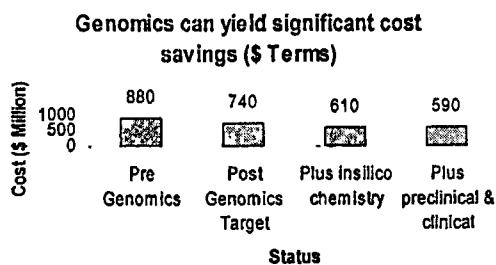 Genomics can yield significant cost
savings ($ Terms)
Cost ($ Million)
1000
500
0
880
740
610
590
Pre
Genomics
Post
Genomics
Target
Plus insilico
chemistry
Plus
preclinical &
clinical
Status